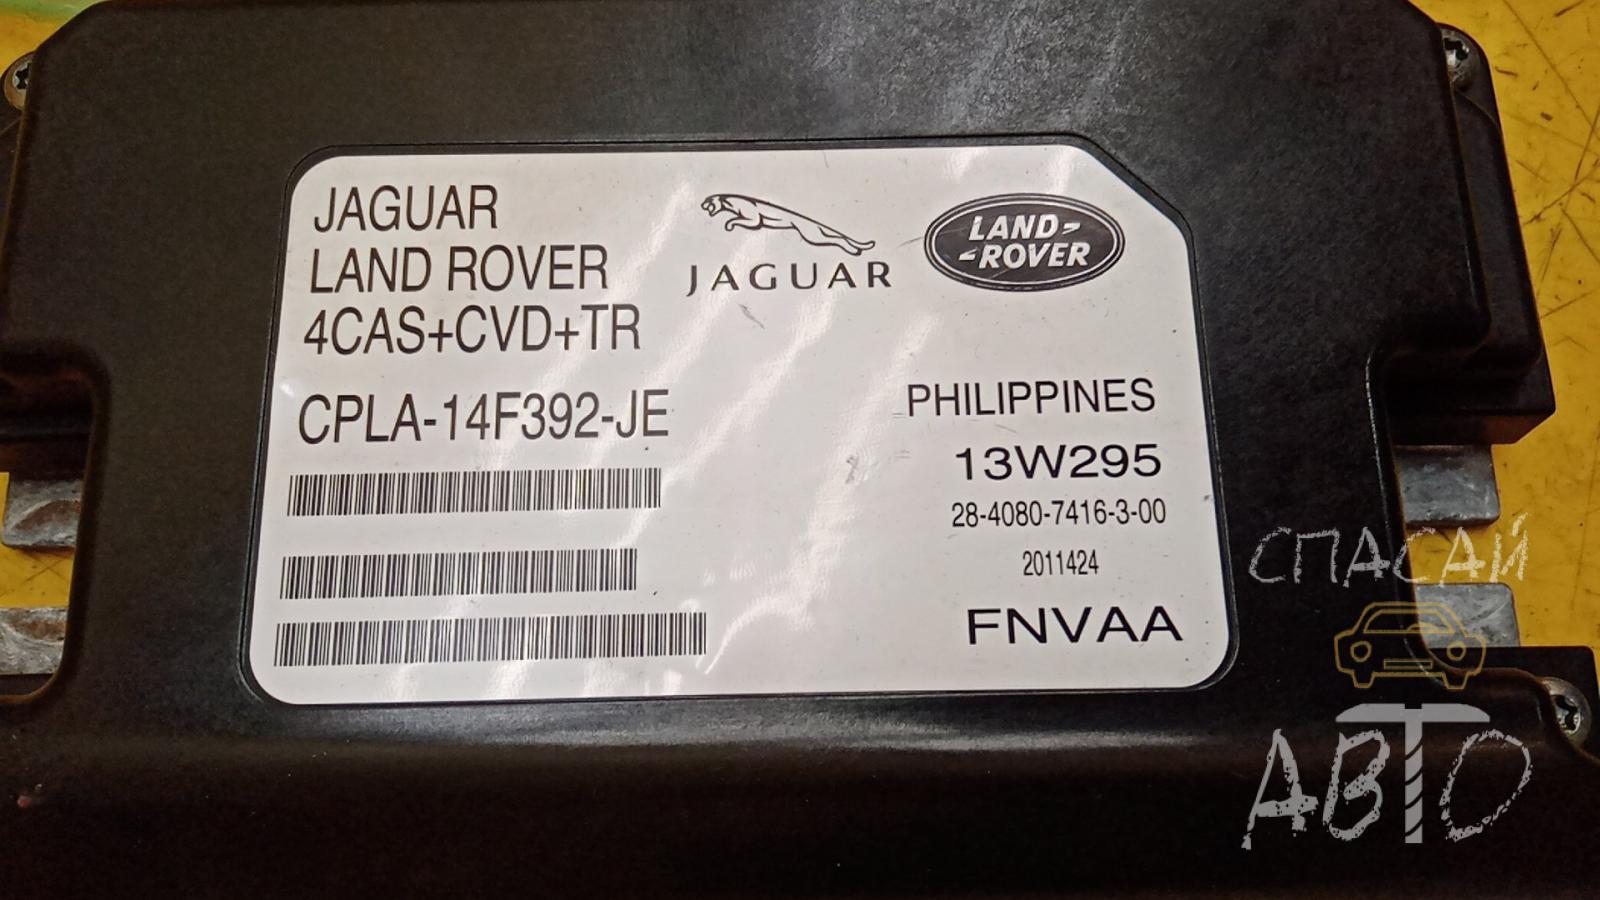 JAGUAR
LAND ROVER
4CAS+CVD+TR
CPLA-14F392-JE
JAGUAR
LAND-
-ROVER
PHILIPPINES
13W295
28-4080-7416-3-00
2011424
FNVAA
СПАСАЙ
АВТО